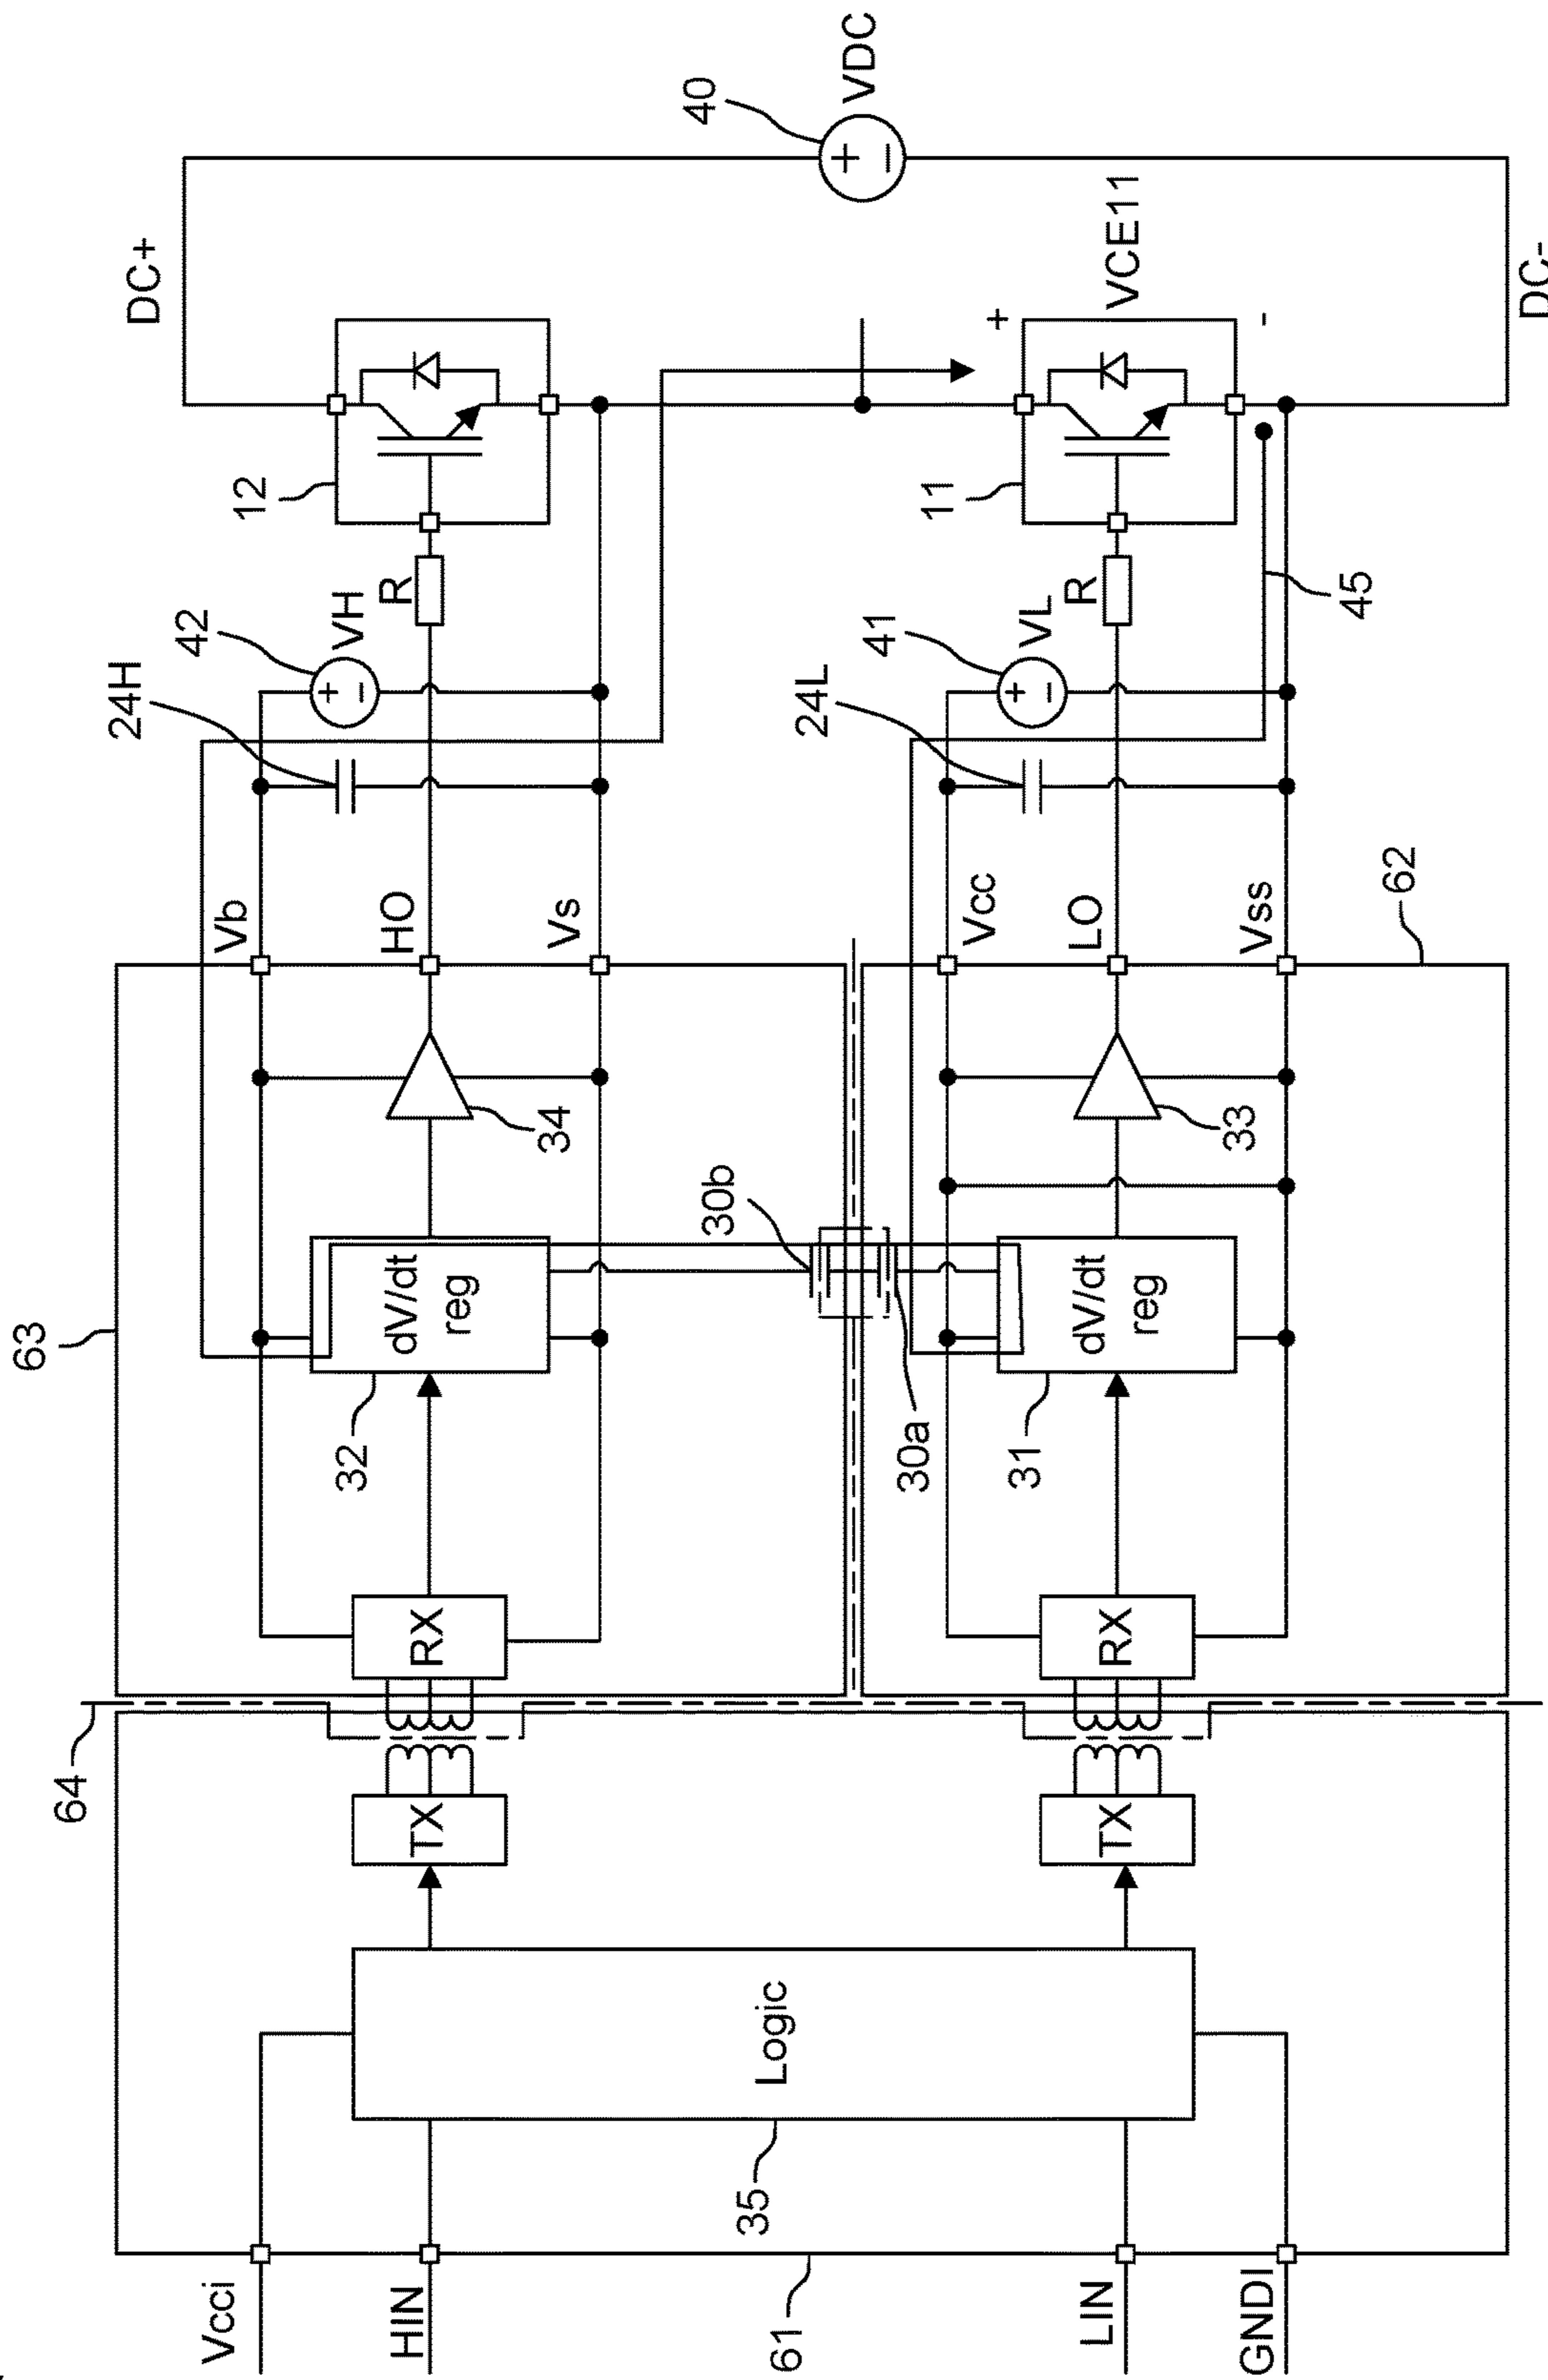 DC+
40
VDC
12
42
VH
R
24H
+
VCE11
-
DC-
11
41
VL
R
24L
45
Vb
HO
Vs
Vcc
LO
Vss
62
34
33
30b
63
dV/dt
reg
dV/dt
reg
32
30a
31
RX
RX
64
TX
TX
Logic
35
Vcci
HIN
61
LIN
GNDI